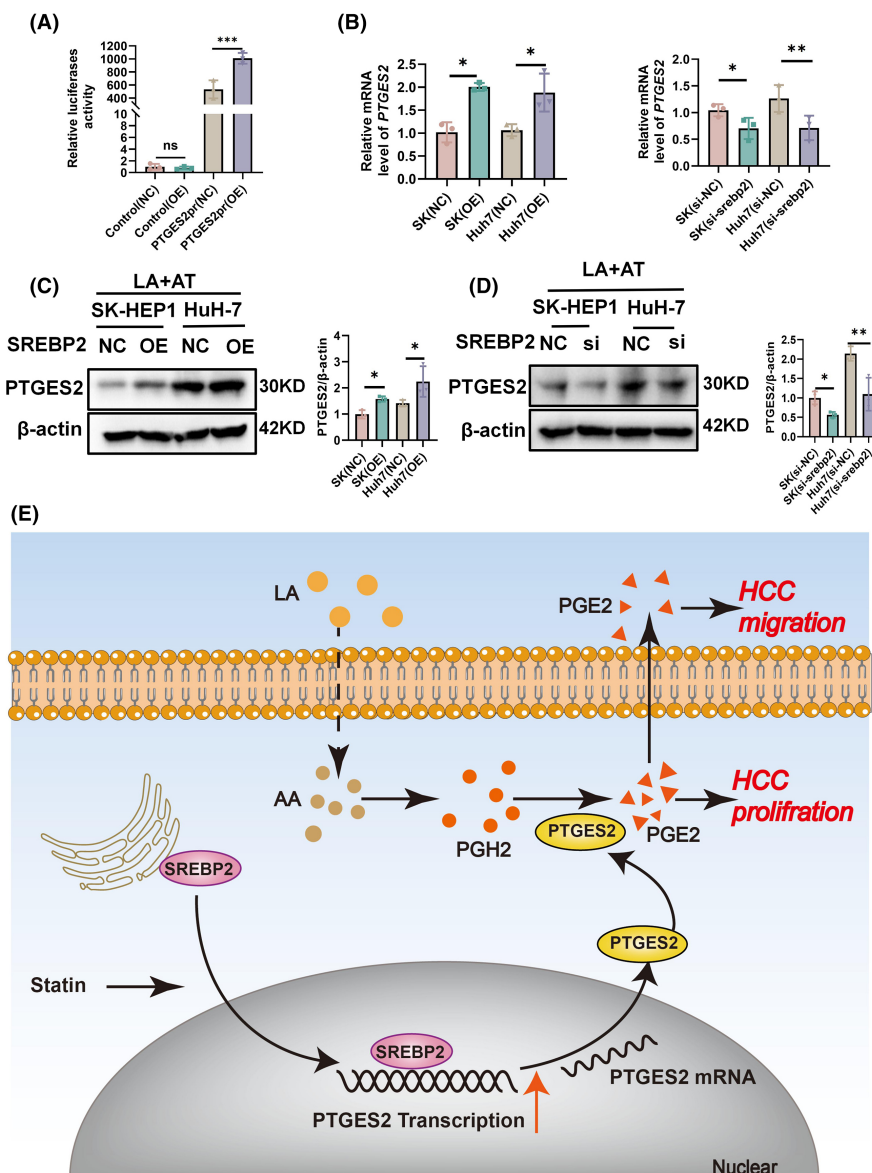 (A)
Relative luciferases
activity
1200
1000
800
600
400
10
8
6
4
2
0
***
ns
Control(NC)
Control(OE)
PTGES2pr(NC)
PTGES2pr(OE)
(B)
Relative mRNA
level of PTGES2
2.5
2.0
1.5
1.0
0.5
0.0
*
*
SK(NC)
SK(OE)
Huh7(NC)
Huh7(OE)
Relative mRNA
level of PTGES2
2.0
1.5
1.0
0.5
0.0
*
**
SK(si-NC)
SK(si-srebp2)
Huh7(si-NC)
Huh7(si-srebp2)
(C)
LA+AT
SK-HEP1 HuH-7
SREBP2 NC OE NC OE
PTGES2 30KD
β-actin 42KD
PTGES2/β-actin
4
3
2
1
0
*
*
SK(NC)
SK(OE)
Huh7(NC)
Huh7(OE)
(D)
LA+AT
SK-HEP1 HuH-7
SREBP2 NC si NC si
PTGES2 30KD
β-actin 42KD
PTGES2/β-actin
2.5
2.0
1.5
1.0
0.5
0.0
*
**
SK(si-NC)
SK(si-srebp2)
Huh7(si-NC)
Huh7(si-srebp2)
(E)
LA
PGE2
HCC
migration
AA
PGH2
PTGES2
PGE2
HCC
prolifration
SREBP2
PTGES2
Statin
SREBP2
PTGES2 mRNA
PTGES2 Transcription
Nuclear